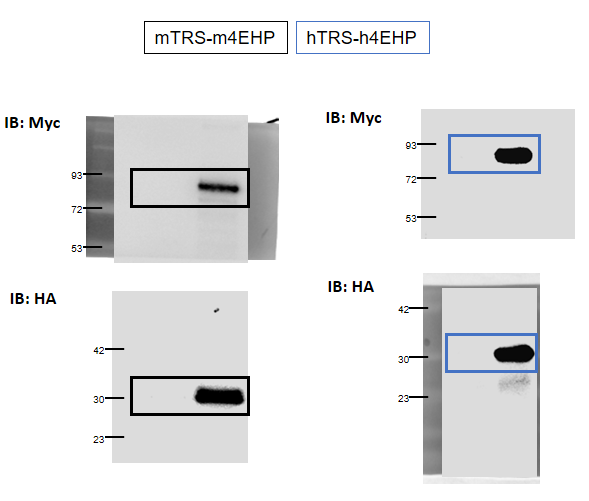 mTRS-m4EHP hTRS-h4EHP
IB: Myc
93
72
53
IB: Myc
93
72
53
IB: HA
42
30
23
IB: HA
42
30
23